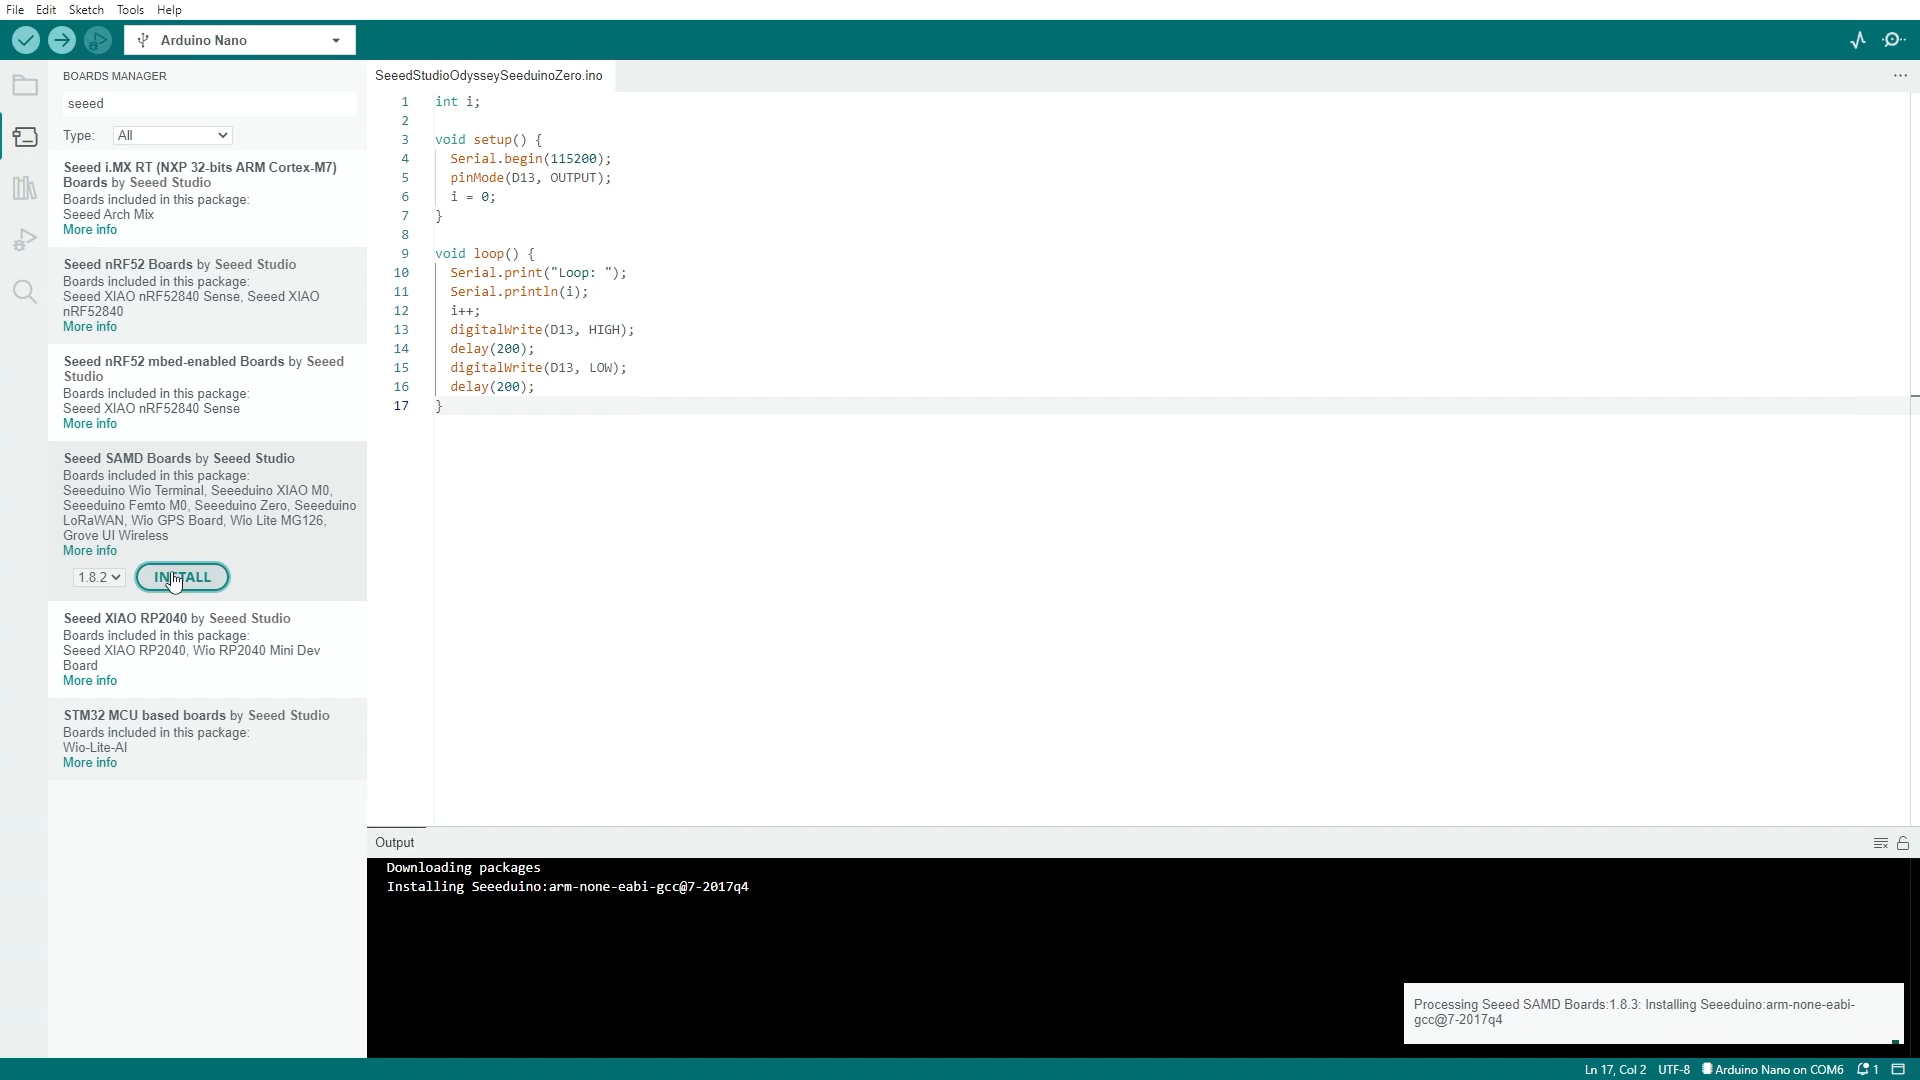 File Edit Sketch Tools Help
Arduino Nano
BOARDS MANAGER
seeed
Type: All
Seeed i.MX RT (NXP 32-bits ARM Cortex-M7)
Boards by Seeed Studio
Boards included in this package:
Seeed Arch Mix
More info
Seeed nRF52 Boards by Seeed Studio
Boards included in this package:
Seeed XIAO nRF52840 Sense, Seeed XIAO
nRF52840
More info
Seeed nRF52 mbed-enabled Boards by Seeed
Studio
Boards included in this package:
Seeed XIAO nRF52840 Sense
More info
Seeed SAMD Boards by Seeed Studio
Boards included in this package:
Seeeduino Wio Terminal, Seeeduino XIAO M0,
Seeeduino Femto M0, Seeeduino Zero, Seeeduino
LoRaWAN, Wio GPS Board, Wio Lite MG126,
Grove UI Wireless
More info
1.8.2 INSTALL
Seeed XIAO RP2040 by Seeed Studio
Boards included in this package:
Seeed XIAO RP2040, Wio RP2040 Mini Dev
Board
More info
STM32 MCU based boards by Seeed Studio
Boards included in this package:
Wio-Lite-AI
More info
SeeedStudioOdysseySeeduinoZero.ino
1 int i;
2
3 void setup() {
4 Serial.begin(115200);
5 pinMode(D13, OUTPUT);
6 i = 0;
7 }
8
9 void loop() {
10 Serial.print("Loop: ");
11 Serial.println(i);
12 i++;
13 digitalWrite(D13, HIGH);
14 delay(200);
15 digitalWrite(D13, LOW);
16 delay(200);
17 }
Output
Downloading packages
Installing Seeeduino:arm-none-eabi-gcc@7-2017q4
Processing Seeed SAMD Boards:1.8.3: Installing Seeeduino:arm-none-eabi-
gcc@7-2017q4
Ln 17, Col 2 UTF-8 Arduino Nano on COM6 1